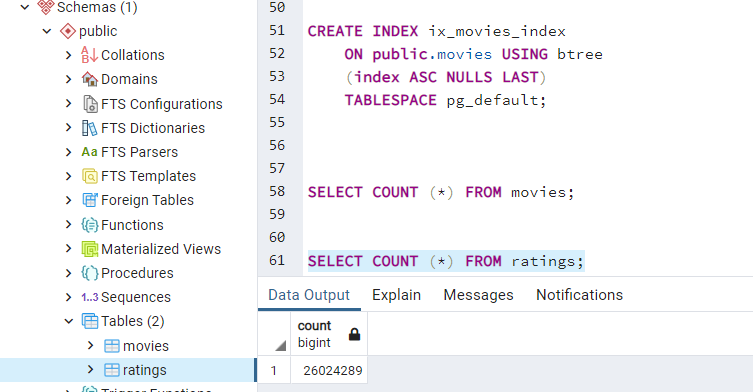 Schemas (1)
public
Collations
Domains
FTS Configurations
FTS Dictionaries
Aa FTS Parsers
FTS Templates
Foreign Tables
Functions
Materialized Views
Procedures
1..3 Sequences
Tables (2)
movies
ratings
Trigger Functions
50
51 CREATE INDEX ix_movies_index
52 ON public.movies USING btree
53 (index ASC NULLS LAST)
54 TABLESPACE pg_default;
55
56
57
58 SELECT COUNT (*) FROM movies;
59
60
61 SELECT COUNT (*) FROM ratings;
Data Output Explain Messages Notifications
count
bigint
1 26024289